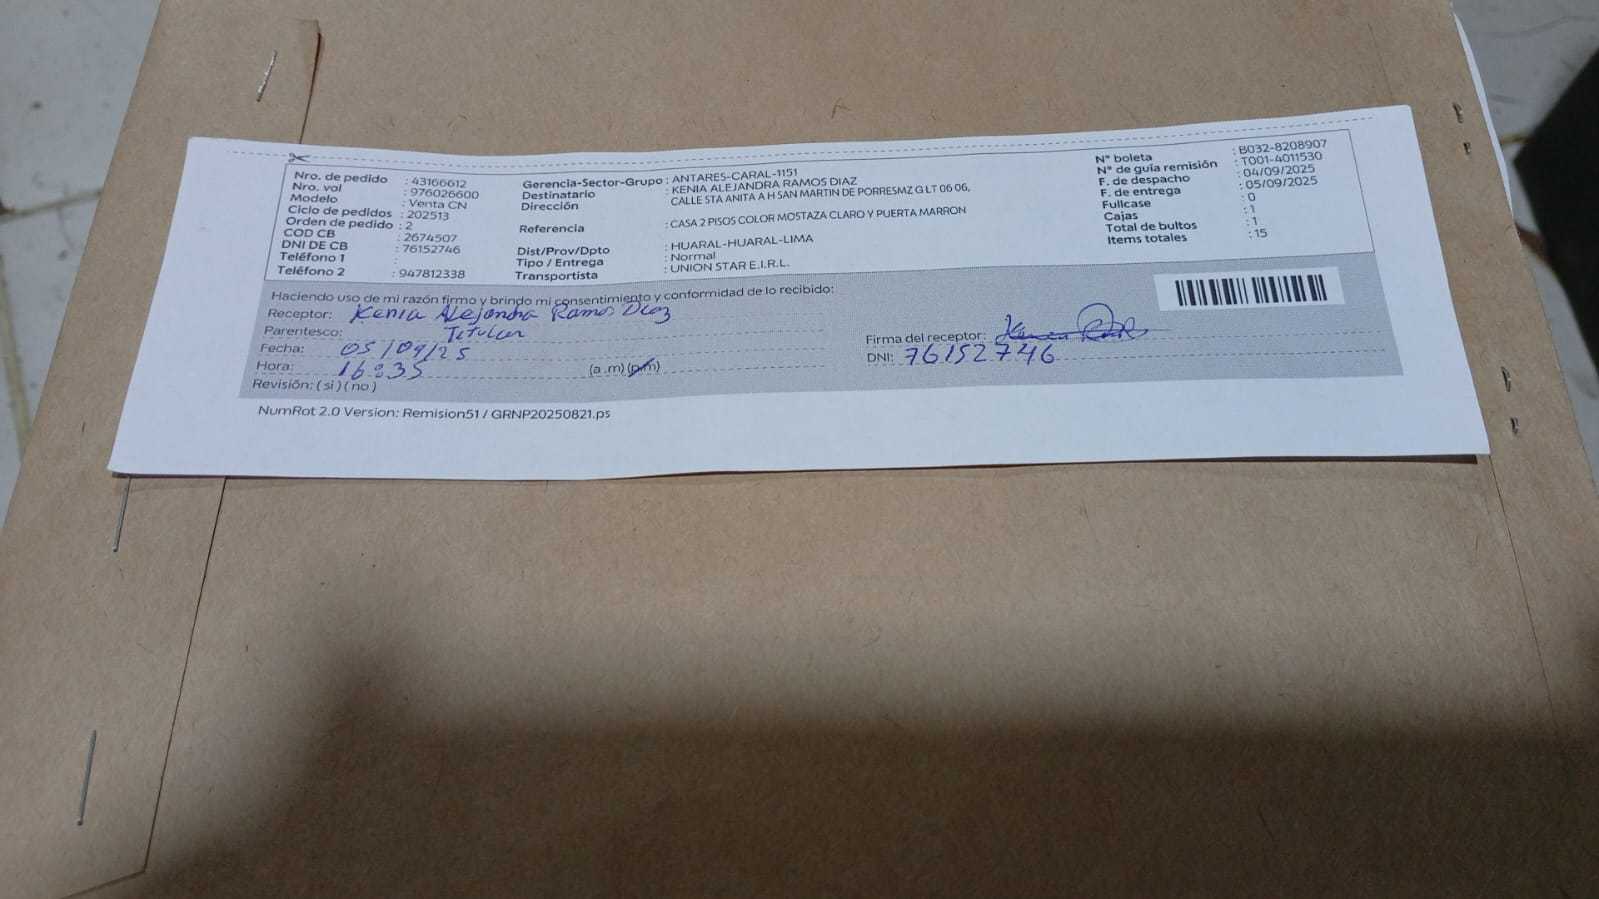 Nro. de pedido : 43166612
Nro. vol : 976026600
Modelo : Venta CN
Ciclo de pedidos : 202513
Orden de pedido : 2
COD CB : 2674507
DNI DE CB : 76152746
Teléfono 1 :
Teléfono 2 : 947812338
Gerencia-Sector-Grupo : ANTARES-CARAL-1151
Destinatario : KENIA ALEJANDRA RAMOS DIAZ
Dirección : CALLE STA ANITA A H SAN MARTIN DE PORRESMZ G LT 06 06,
Referencia : CASA 2 PISOS COLOR MOSTAZA CLARO Y PUERTA MARRON
Dist/Prov/Dpto : HUARAL-HUARAL-LIMA
Tipo / Entrega : Normal
Transportista : UNION STAR E.I.R.L.
N° boleta : B032-8208907
N° de guía remisión : T001-4011530
F. de despacho : 04/09/2025
F. de entrega : 05/09/2025
Fullcase : 0
Cajas : 1
Total de bultos : 1
Items totales : 15
Haciendo uso de mi razón firmo y brindo mi consentimiento y conformidad de lo recibido:
Receptor: Kenia Alejandra Ramos Diaz
Parentesco: Titular
Fecha: 05/09/25
Hora: 16:35 (a .m) (p.m)
Revisión: ( si ) ( no )
Firma del receptor:
DNI: 76152746
NumRot 2.0 Version: Remision51 / GRNP20250821.ps